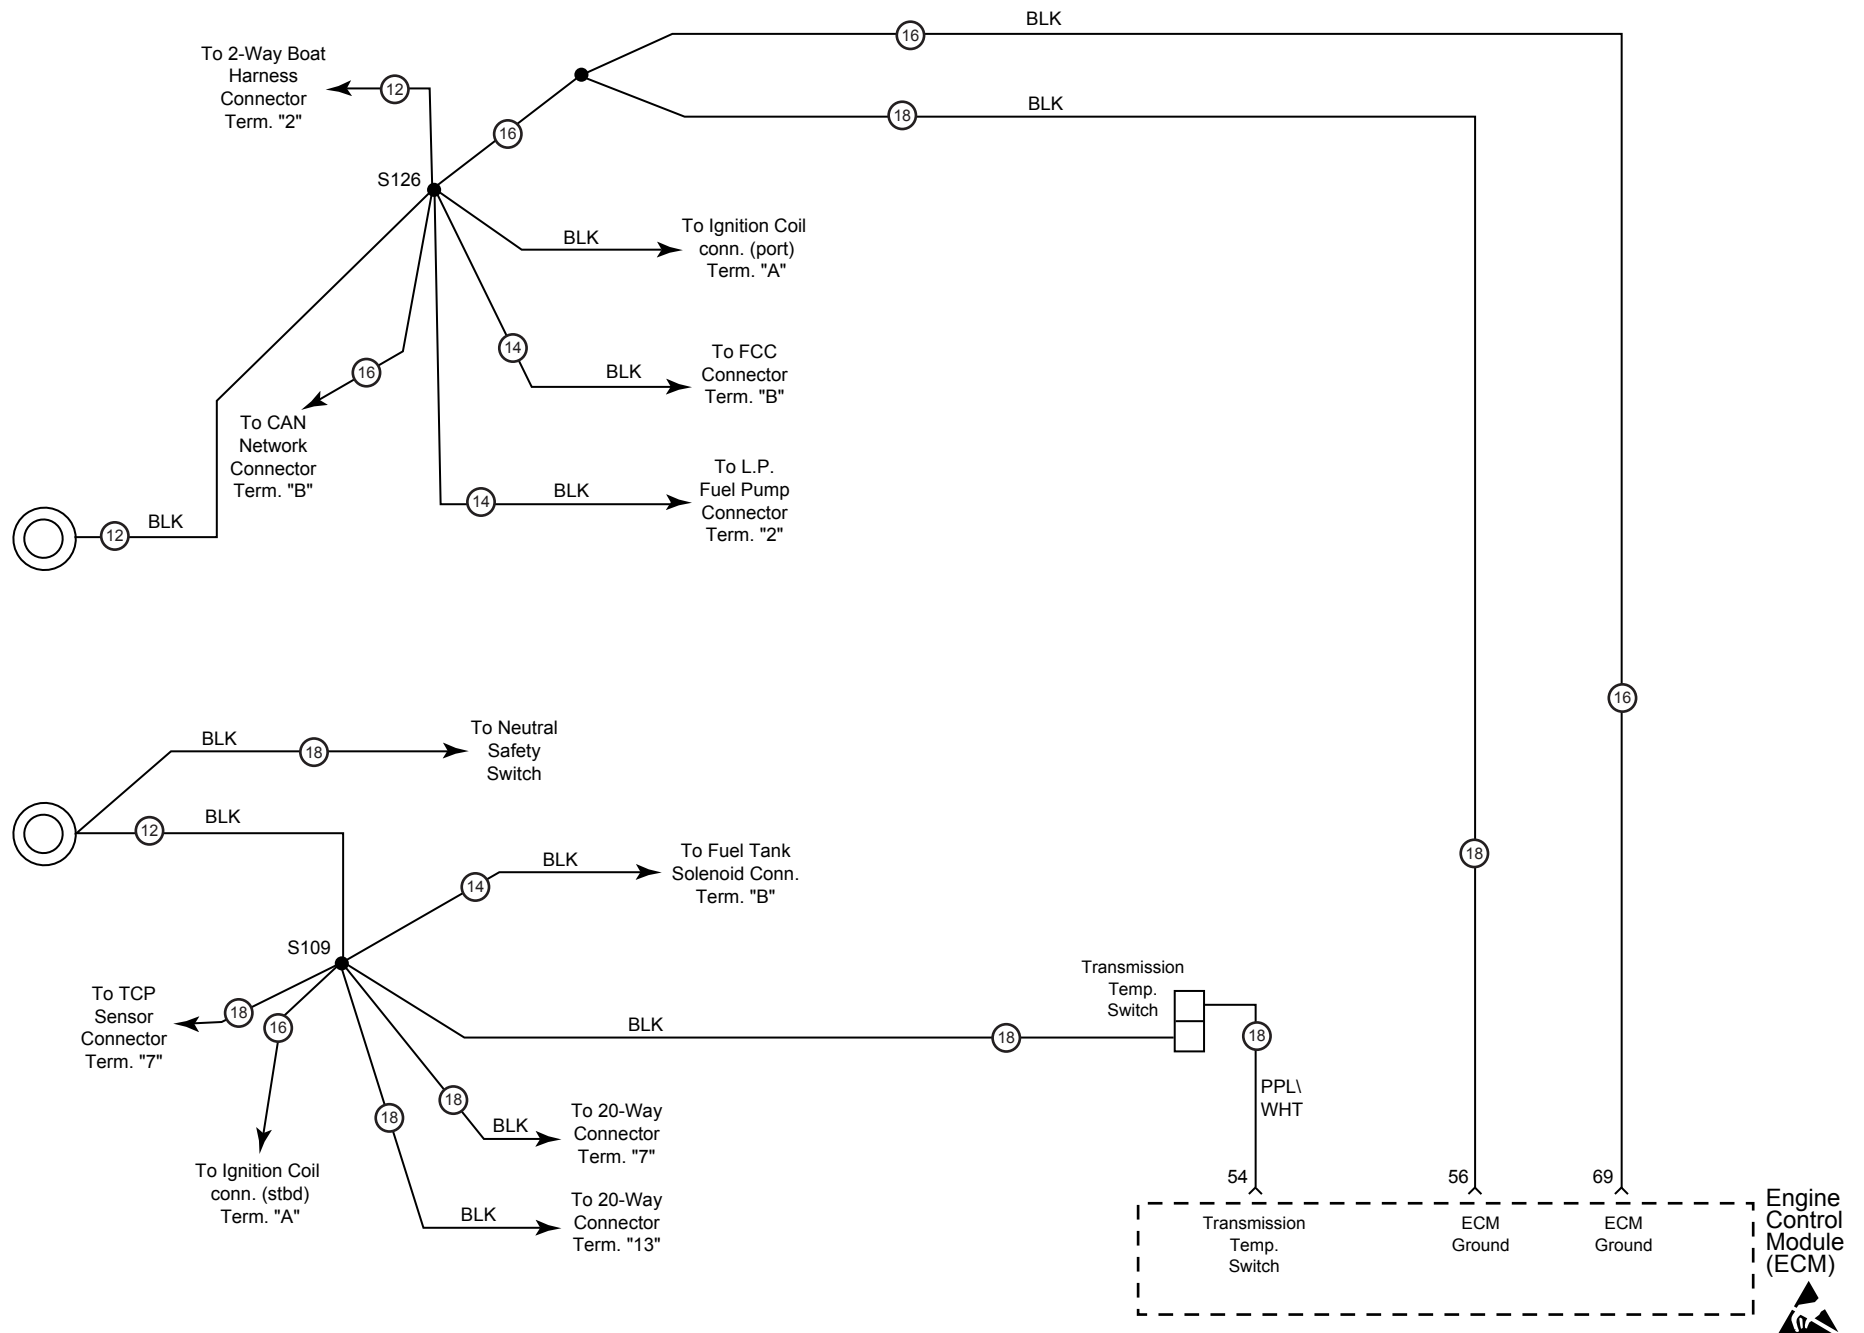 BLK
16
To 2-Way Boat
Harness
Connector
Term. "2"
12
BLK
18
16
S126
BLK
To Ignition Coil
conn. (port)
Term. "A"
14
BLK
To FCC
Connector
Term. "B"
16
To CAN
Network
Connector
Term. "B"
14
BLK
To L.P.
Fuel Pump
Connector
Term. "2"
12
BLK
16
BLK
18
To Neutral
Safety
Switch
12
BLK
18
14
BLK
To Fuel Tank
Solenoid Conn.
Term. "B"
S109
To TCP
Sensor
Connector
Term. "7"
18
16
BLK
18
Transmission
Temp.
Switch
18
PPL\
WHT
18
18
BLK
To 20-Way
Connector
Term. "7"
To Ignition Coil
conn. (stbd)
Term. "A"
BLK
To 20-Way
Connector
Term. "13"
54
56
69
Transmission
Temp.
Switch
ECM
Ground
ECM
Ground
Engine
Control
Module
(ECM)